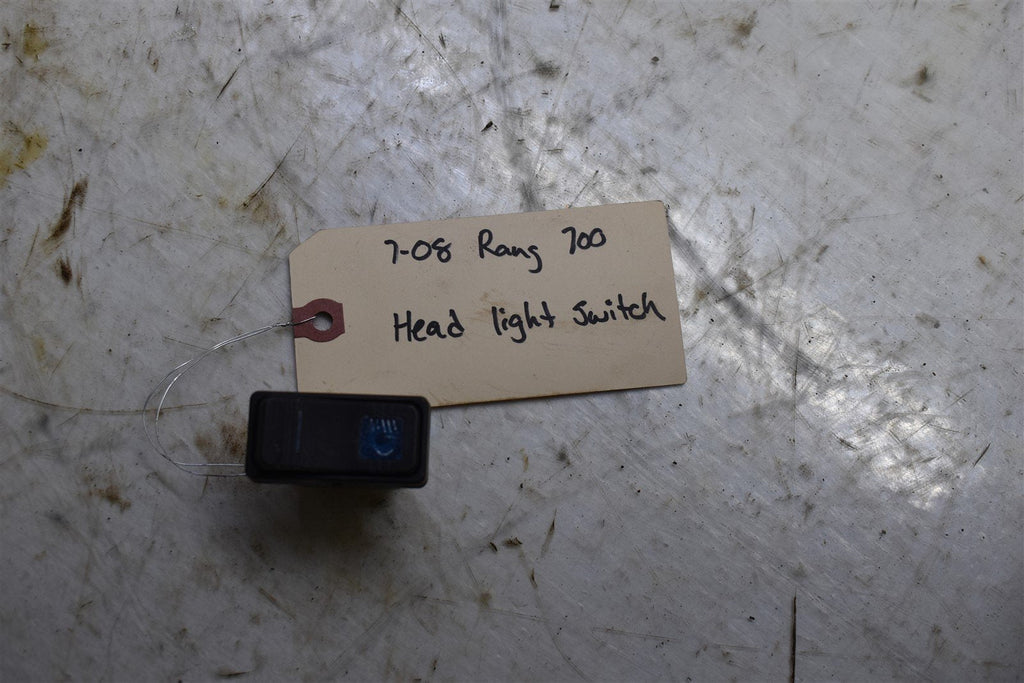 7-08 Rang 700
Head light Switch